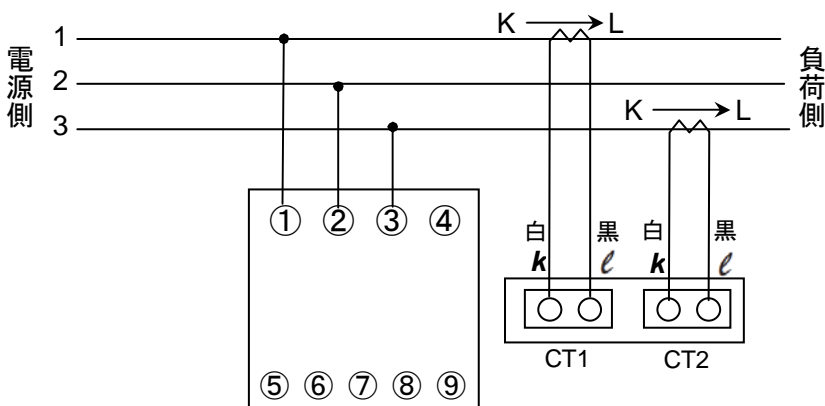 K → L
1
電源側
2
負荷側
K → L
3
① ② ③ ④
白 黒 白 黒
k ℓ k ℓ
CT1 CT2
⑤ ⑥ ⑦ ⑧ ⑨